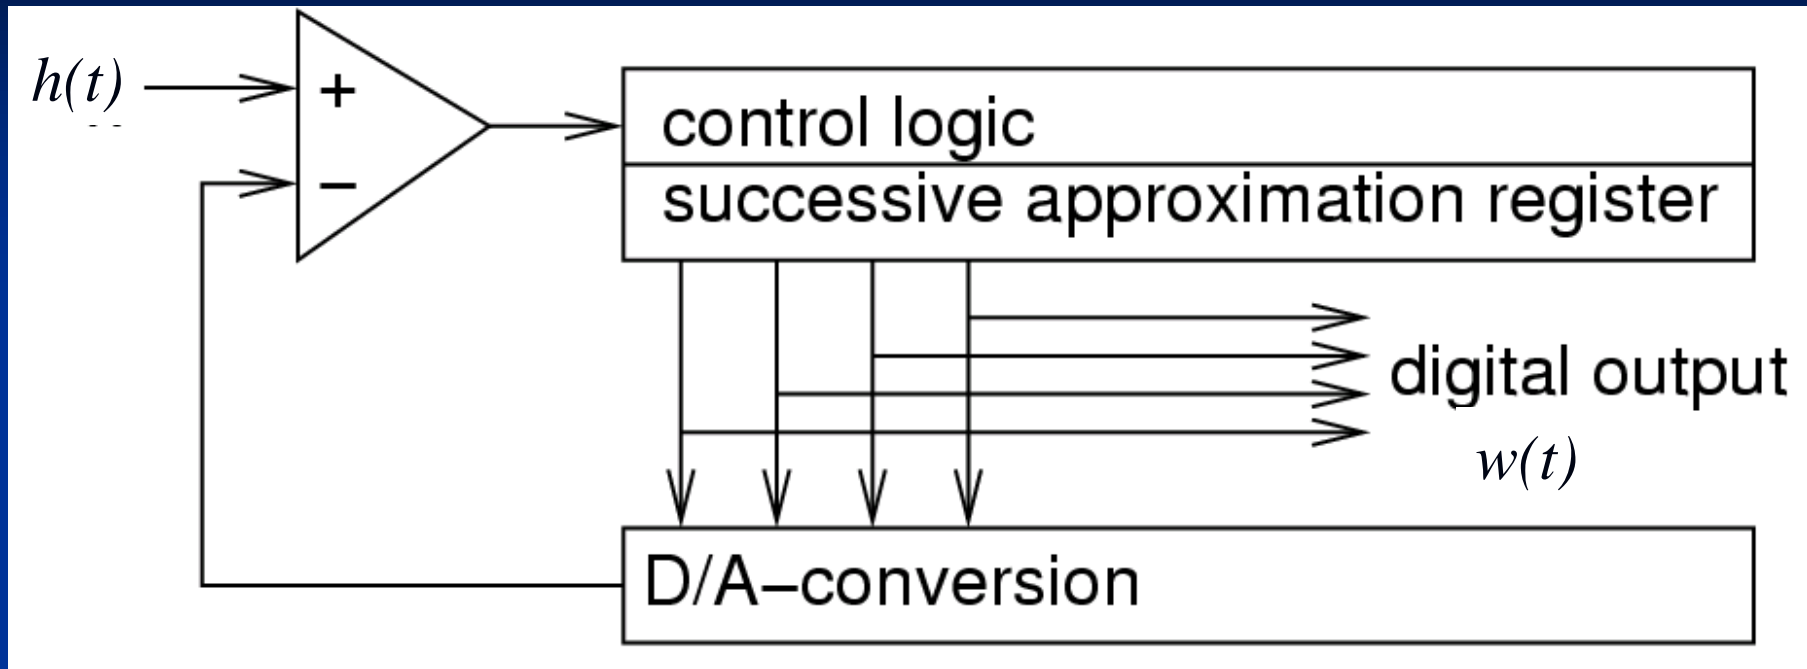 h(t)
+
−
control logic
successive approximation register
digital output
w(t)
D/A−conversion